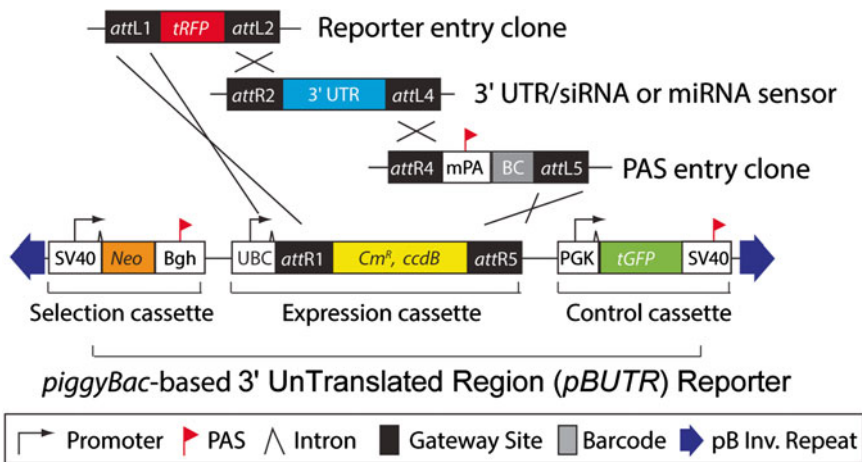 attL1 tRFP attL2 Reporter entry clone
attR2 3' UTR attL4 3' UTR/siRNA or miRNA sensor
attR4 mPA BC attL5 PAS entry clone
SV40 Neo Bgh UBC attR1 Cmᴿ, ccdB attR5 PGK tGFP SV40
Selection cassette Expression cassette Control cassette
piggyBac-based 3' UnTranslated Region (pBUTR) Reporter
Promoter PAS Intron Gateway Site Barcode pB Inv. Repeat